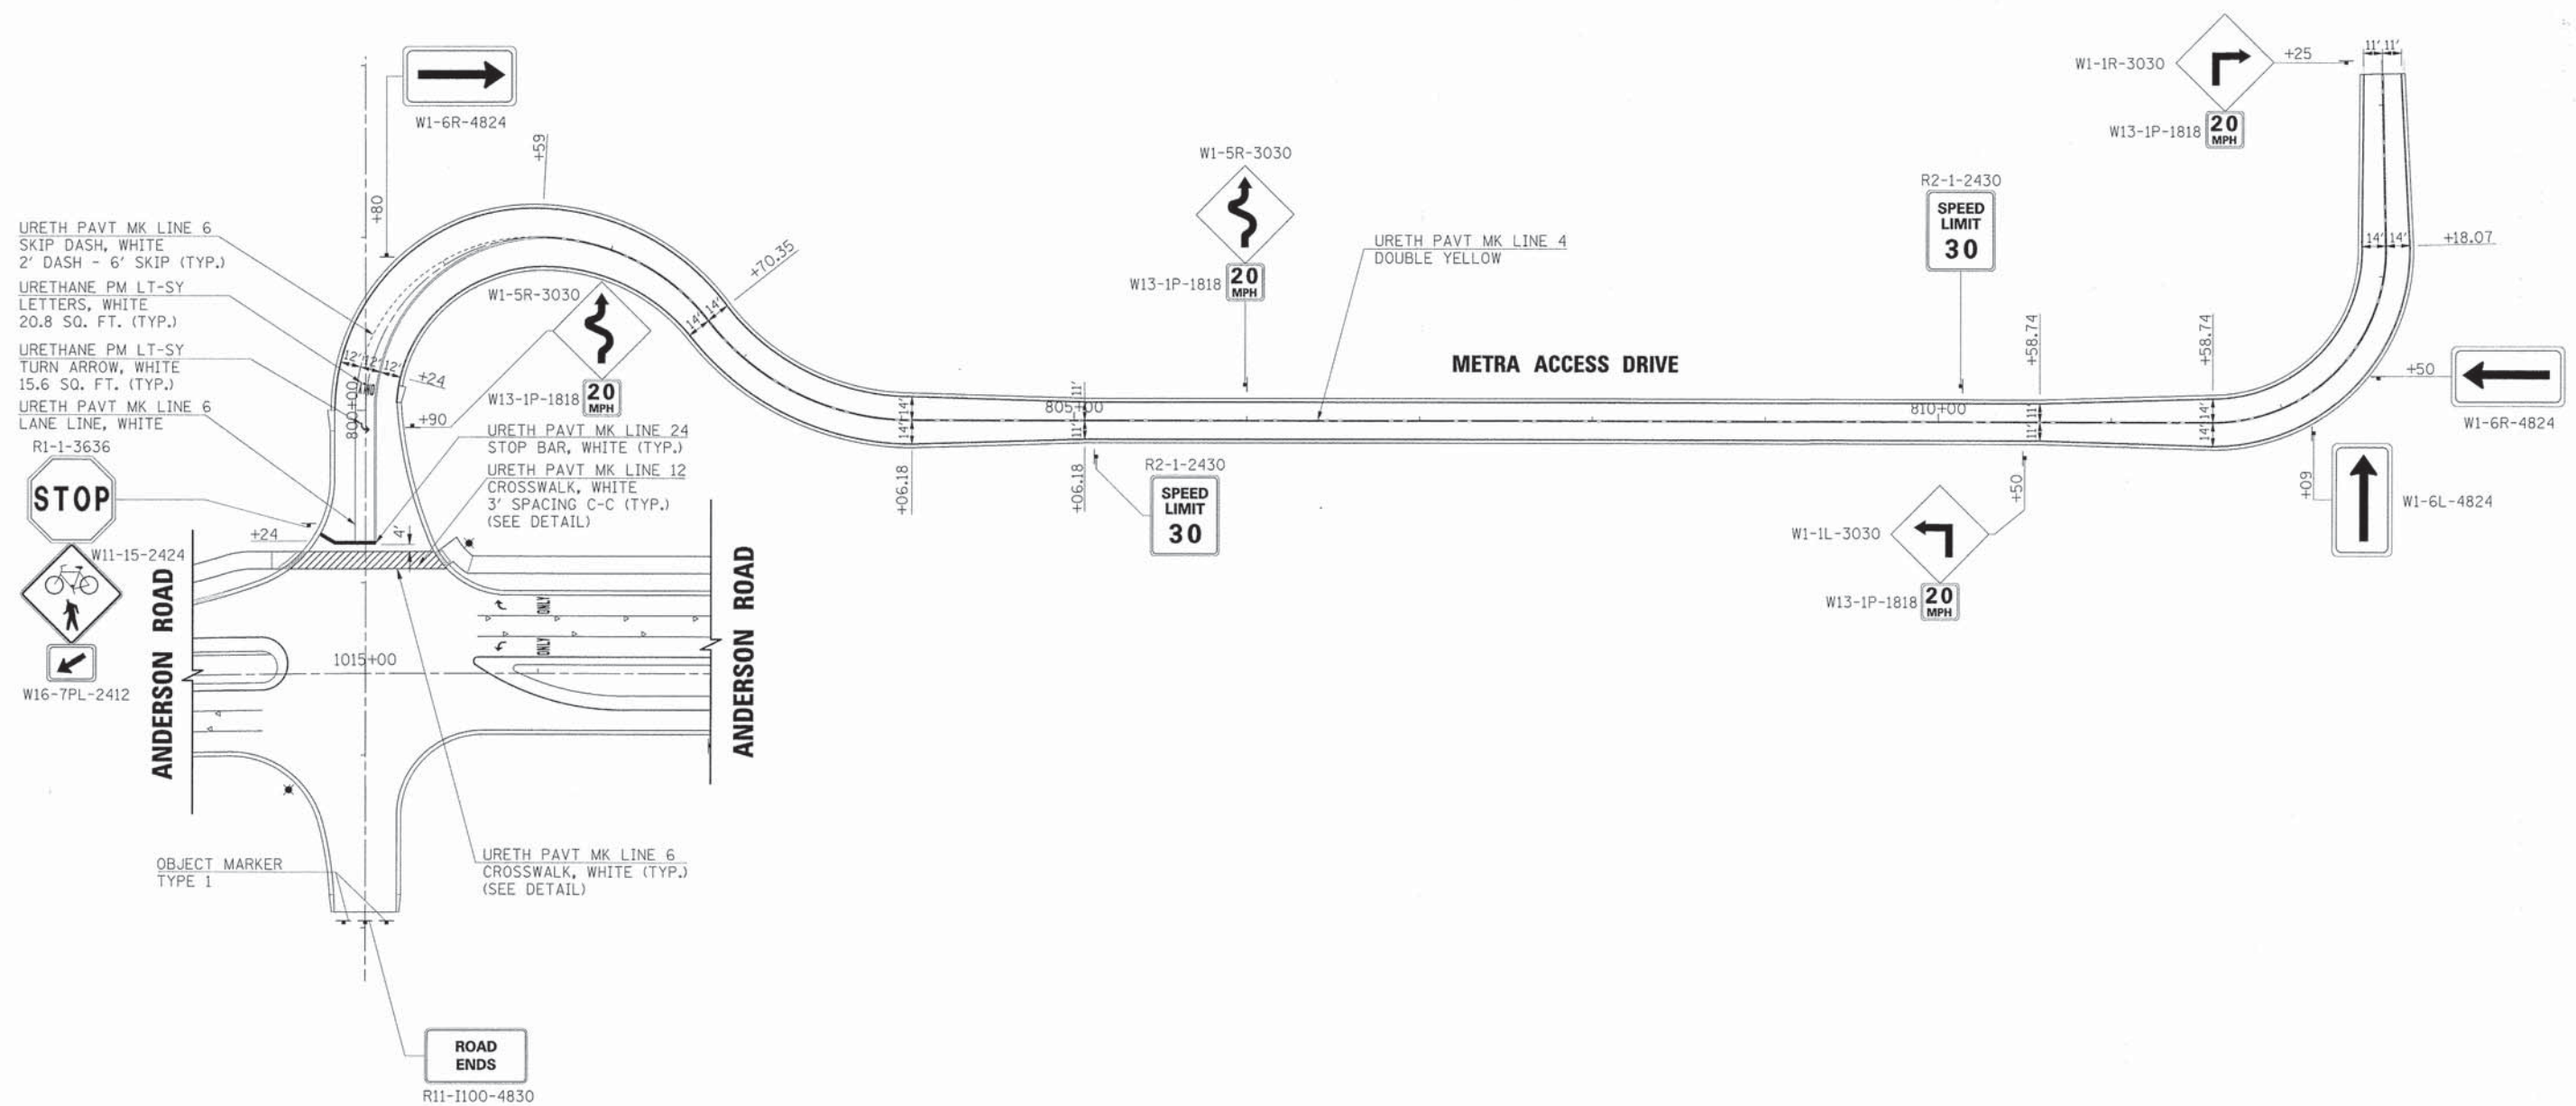 W1-6R-4824
+80
+59
URETH PAVT MK LINE 6
SKIP DASH, WHITE
2' DASH - 6' SKIP (TYP.)
URETHANE PM LT-SY
LETTERS, WHITE
20.8 SQ. FT. (TYP.)
URETHANE PM LT-SY
TURN ARROW, WHITE
15.6 SQ. FT. (TYP.)
URETH PAVT MK LINE 6
LANE LINE, WHITE
R1-1-3636
STOP
+24
W11-15-2424
W16-7PL-2412
ANDERSON ROAD
12' 12' 12'
+24
800+00
+90
W1-5R-3030
W13-1P-1818
20
MPH
14' 14'
+70.35
URETH PAVT MK LINE 24
STOP BAR, WHITE (TYP.)
URETH PAVT MK LINE 12
CROSSWALK, WHITE
3' SPACING C-C (TYP.)
(SEE DETAIL)
4'
ONLY
ONLY
1015+00
ANDERSON ROAD
OBJECT MARKER
TYPE 1
URETH PAVT MK LINE 6
CROSSWALK, WHITE (TYP.)
(SEE DETAIL)
ROAD
ENDS
R11-I100-4830
14'
14'
+06.18
805+00
11'
11'
+06.18
R2-1-2430
SPEED
LIMIT
30
W1-5R-3030
W13-1P-1818
20
MPH
URETH PAVT MK LINE 4
DOUBLE YELLOW
METRA ACCESS DRIVE
R2-1-2430
SPEED
LIMIT
30
810+00
+58.74
11'
11'
+50
W1-1L-3030
W13-1P-1818
20
MPH
+58.74
14'
14'
W1-1R-3030
+25
W13-1P-1818
20
MPH
11' 11'
14' 14'
+18.07
+50
W1-6R-4824
+09
W1-6L-4824